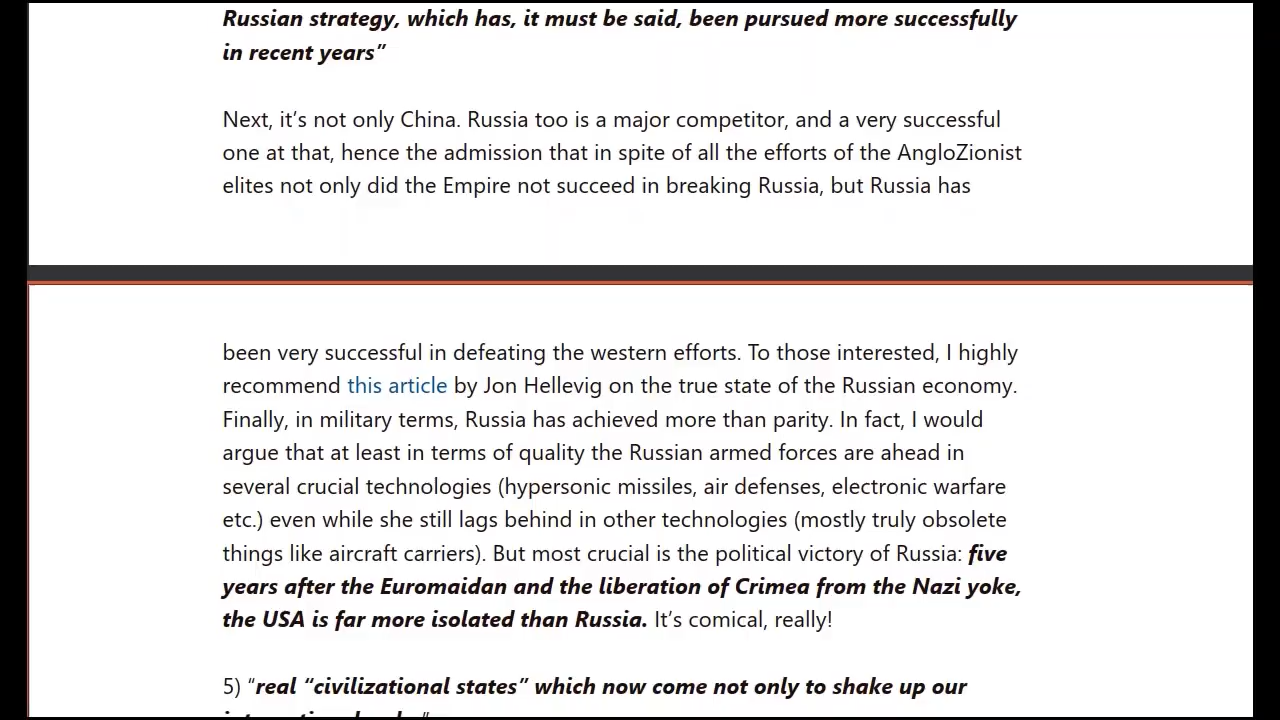 Russian strategy, which has, it must be said, been pursued more successfully
in recent years”
Next, it’s not only China. Russia too is a major competitor, and a very successful
one at that, hence the admission that in spite of all the efforts of the AngloZionist
elites not only did the Empire not succeed in breaking Russia, but Russia has
been very successful in defeating the western efforts. To those interested, I highly
recommend this article by Jon Hellevig on the true state of the Russian economy.
Finally, in military terms, Russia has achieved more than parity. In fact, I would
argue that at least in terms of quality the Russian armed forces are ahead in
several crucial technologies (hypersonic missiles, air defenses, electronic warfare
etc.) even while she still lags behind in other technologies (mostly truly obsolete
things like aircraft carriers). But most crucial is the political victory of Russia: five
years after the Euromaidan and the liberation of Crimea from the Nazi yoke,
the USA is far more isolated than Russia. It’s comical, really!
5) “real “civilizational states” which now come not only to shake up our